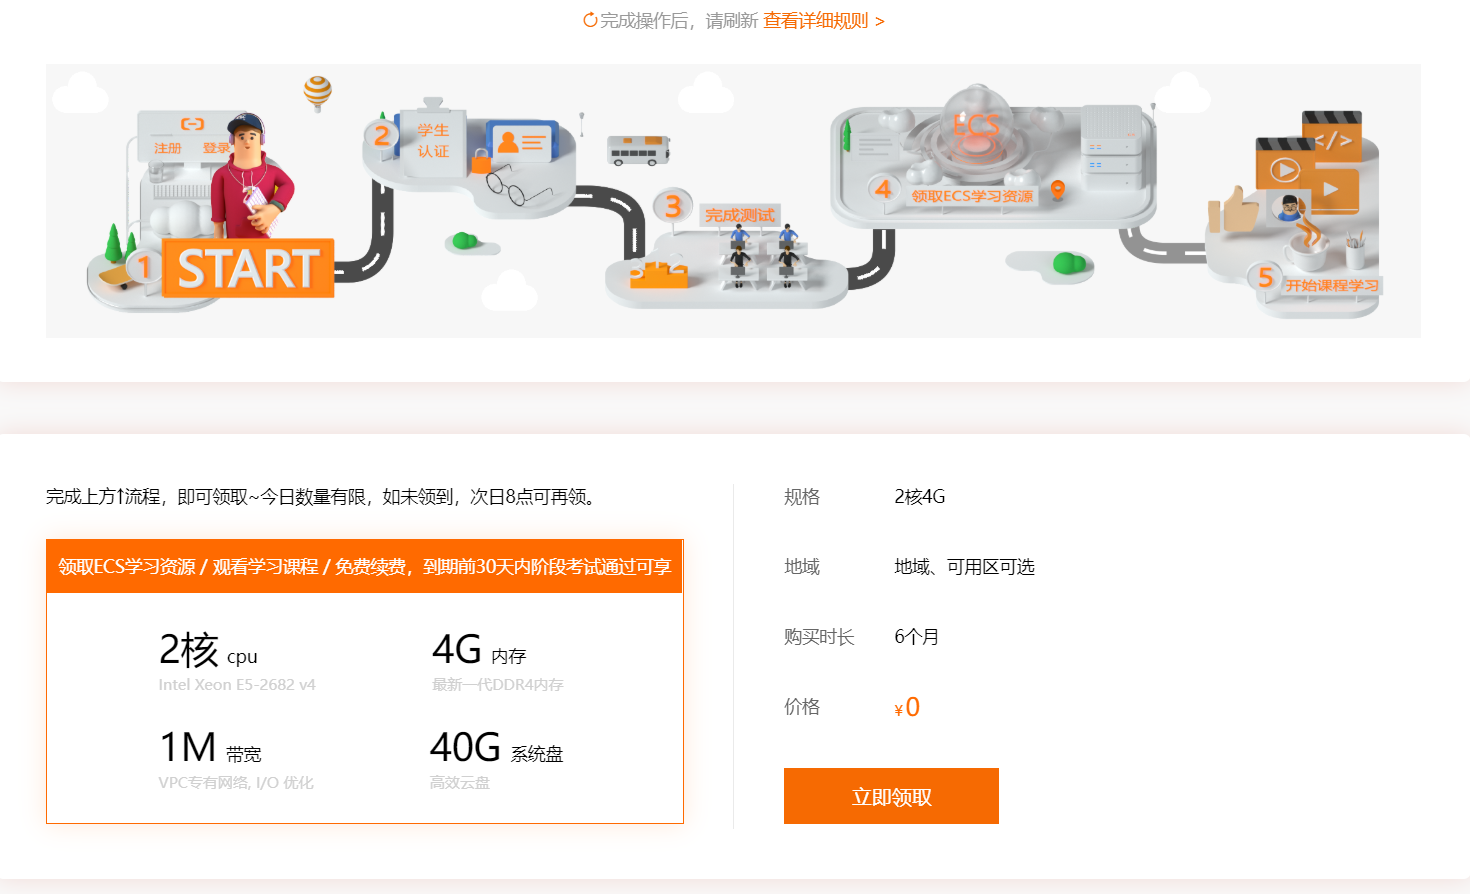 完成操作后，请刷新 查看详细规则 >
注册 登录
1 START
2 学生
认证
3 完成测试
3 1 2
ECS
4 领取ECS学习资源
</>
5 开始课程学习
完成上方↑流程，即可领取~今日数量有限，如未领到，次日8点可再领。
领取ECS学习资源 / 观看学习课程 / 免费续费，到期前30天内阶段考试通过可享
2核 cpu
Intel Xeon E5-2682 v4
4G 内存
最新一代DDR4内存
1M 带宽
VPC专有网络, I/O 优化
40G 系统盘
高效云盘
规格 2核4G
地域 地域、可用区可选
购买时长 6个月
价格 ¥0
立即领取